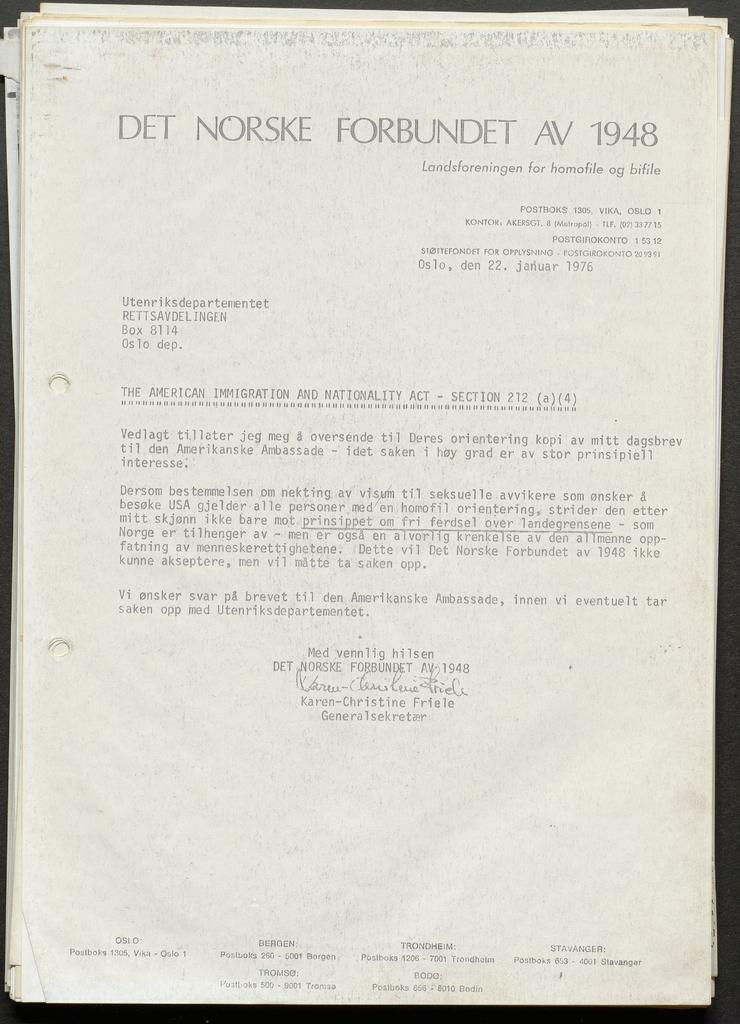 DET NORSKE FORBUNDET AV 1948
Landsforeningen for homofile og bifile
POSTBOKS 1305, VIKA, OSLO 1
KONTOR: AKERSGT. 8 (Metropol) - TLF. (02) 33 77 15
POSTGIROKONTO 1 53 12
STØTTEFONDET FOR OPPLYSNING - POSTGIROKONTO 20 93 91
Oslo, den 22. januar 1976
Utenriksdepartementet
RETTSAVDELINGEN
Box 8114
Oslo dep.
THE AMERICAN IMMIGRATION AND NATIONALITY ACT - SECTION 212 (a)(4)
Vedlagt tillater jeg meg å oversende til Deres orientering kopi av mitt dagsbrev
til den Amerikanske Ambassade - idet saken i høy grad er av stor prinsipiell
interesse.
Dersom bestemmelsen om nekting av visum til seksuelle avvikere som ønsker å
besøke USA gjelder alle personer med en homofil orientering, strider den etter
mitt skjønn ikke bare mot prinsippet om fri ferdsel over landegrensene - som
Norge er tilhenger av - men er også en alvorlig krenkelse av den allmenne opp-
fatning av menneskerettighetene. Dette vil Det Norske Forbundet av 1948 ikke
kunne akseptere, men vil måtte ta saken opp.
Vi ønsker svar på brevet til den Amerikanske Ambassade, innen vi eventuelt tar
saken opp med Utenriksdepartementet.
Med vennlig hilsen
DET NORSKE FORBUNDET AV 1948
Karen-Christine Friele
Karen-Christine Friele
Generalsekretær
OSLO: BERGEN: TRONDHEIM: STAVANGER:
Postboks 1305, Vika - Oslo 1 Postboks 260 - 5001 Bergen Postboks 1206 - 7001 Trondheim Postboks 653 - 4001 Stavanger
TROMSØ: BODØ:
Postboks 500 - 9001 Tromsø Postboks 656 - 8010 Bodin